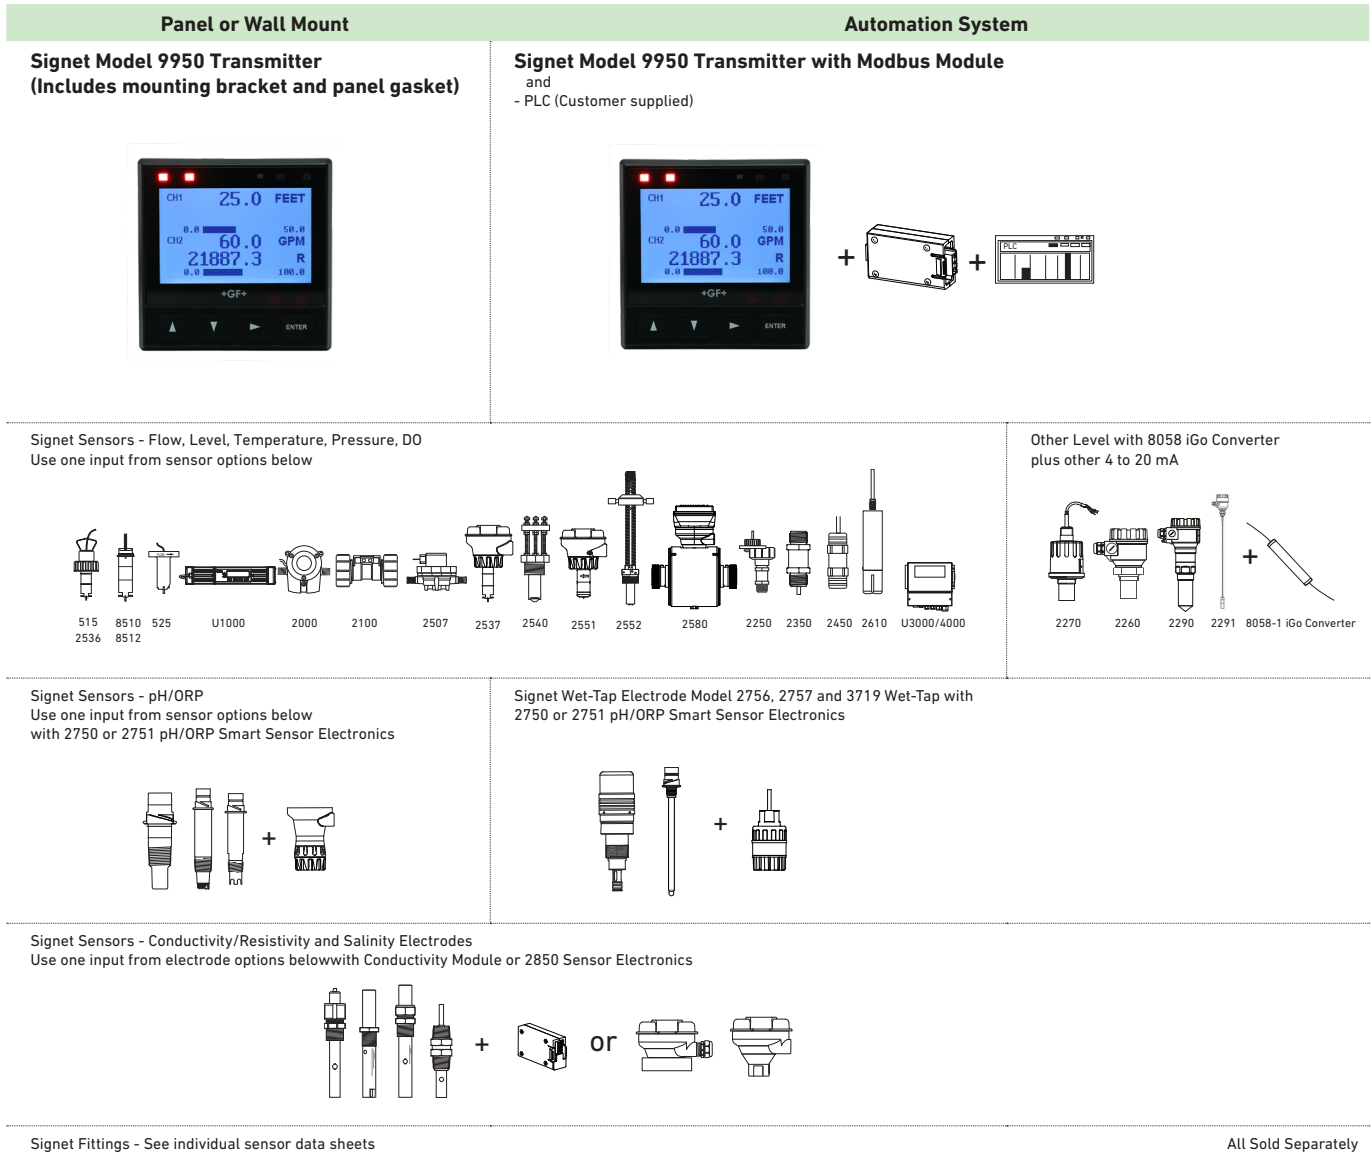 Panel or Wall Mount
Automation System
Signet Model 9950 Transmitter
(Includes mounting bracket and panel gasket)
Signet Model 9950 Transmitter with Modbus Module
and
- PLC (Customer supplied)
CH1 25.0 FEET
0.0 50.0
CH2 60.0 GPM
21887.3 R
0.0 100.0
+GF+
ENTER
CH1 25.0 FEET
0.0 50.0
CH2 60.0 GPM
21887.3 R
0.0 100.0
+GF+
ENTER
+
+
PLC
Signet Sensors - Flow, Level, Temperature, Pressure, DO
Use one input from sensor options below
515 8510 525 U1000 2000 2100 2507 2537 2540 2551 2552 2580 2250 2350 2450 2610 U3000/4000
2536 8512
Other Level with 8058 iGo Converter
plus other 4 to 20 mA
+
2270 2260 2290 2291 8058-1 iGo Converter
Signet Sensors - pH/ORP
Use one input from sensor options below
with 2750 or 2751 pH/ORP Smart Sensor Electronics
+
Signet Wet-Tap Electrode Model 2756, 2757 and 3719 Wet-Tap with
2750 or 2751 pH/ORP Smart Sensor Electronics
+
Signet Sensors - Conductivity/Resistivity and Salinity Electrodes
Use one input from electrode options belowwith Conductivity Module or 2850 Sensor Electronics
+ or
Signet Fittings - See individual sensor data sheets
All Sold Separately